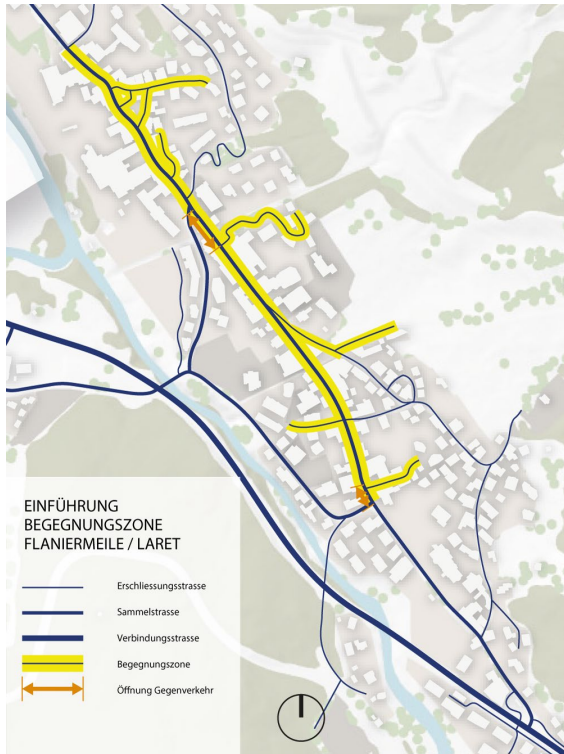 EINFÜHRUNG
BEGEGNUNGSZONE
FLANIERMEILE / LARET
Erschliessungsstrasse
Sammelstrasse
Verbindungsstrasse
Begegnungszone
Öffnung Gegenverkehr